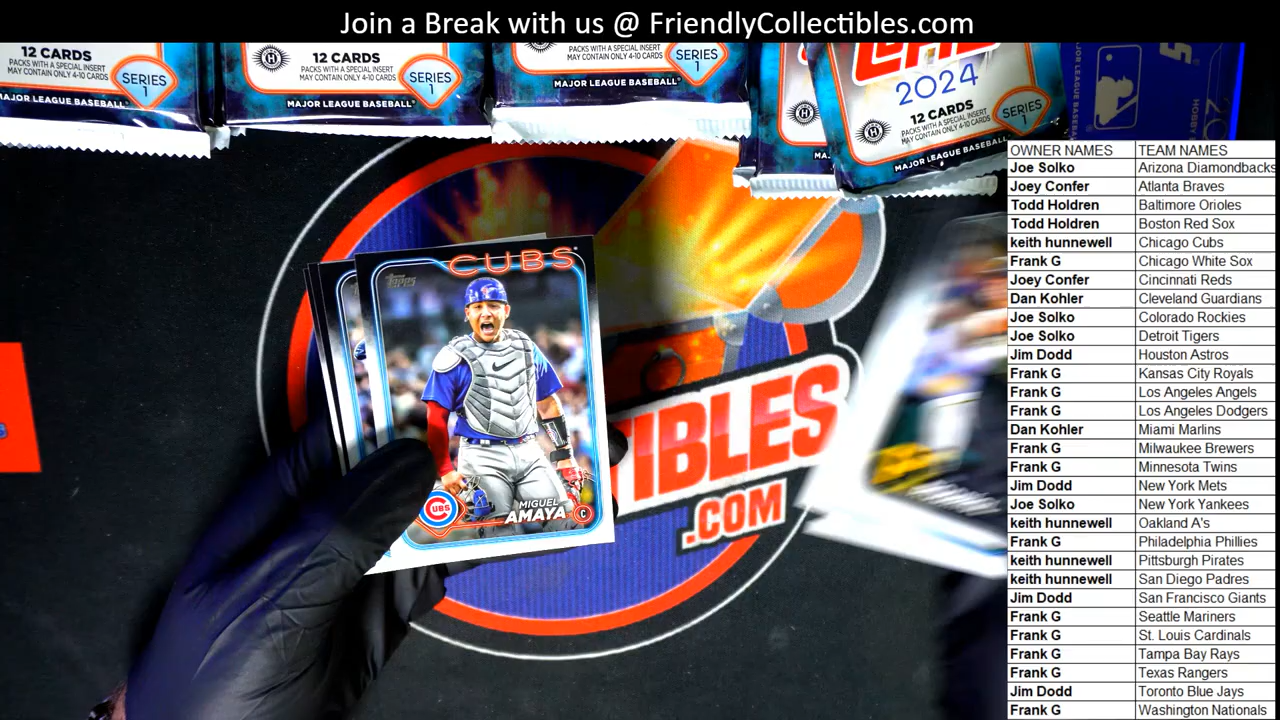 Join a Break with us @ FriendlyCollectibles.com
12 CARDS
PACKS WITH A SPECIAL INSERT
MAY CONTAIN ONLY 4-10 CARDS
SERIES
1
MAJOR LEAGUE BASEBALL
12 CARDS
PACKS WITH A SPECIAL INSERT
MAY CONTAIN ONLY 4-10 CARDS
SERIES
1
MAJOR LEAGUE BASEBALL®
PACKS WITH A SPECIAL INSERT
MAY CONTAIN ONLY 4-10 CARDS
SERIES
1
MAJOR LEAGUE BASEBALL®
2024
12 CARDS
PACKS WITH A SPECIAL INSERT
MAY CONTAIN ONLY 4-10 CARDS
SERIES
1
MAJOR LEAGUE BASEBALL
CUBS
Topps
CUBS
MIGUEL
AMAYA
C
TIBLES
.COM
OWNER NAMES TEAM NAMES
Joe Solko Arizona Diamondbacks
Joey Confer Atlanta Braves
Todd Holdren Baltimore Orioles
Todd Holdren Boston Red Sox
keith hunnewell Chicago Cubs
Frank G Chicago White Sox
Joey Confer Cincinnati Reds
Dan Kohler Cleveland Guardians
Joe Solko Colorado Rockies
Joe Solko Detroit Tigers
Jim Dodd Houston Astros
Frank G Kansas City Royals
Frank G Los Angeles Angels
Frank G Los Angeles Dodgers
Dan Kohler Miami Marlins
Frank G Milwaukee Brewers
Frank G Minnesota Twins
Jim Dodd New York Mets
Joe Solko New York Yankees
keith hunnewell Oakland A's
Frank G Philadelphia Phillies
keith hunnewell Pittsburgh Pirates
keith hunnewell San Diego Padres
Jim Dodd San Francisco Giants
Frank G Seattle Mariners
Frank G St. Louis Cardinals
Frank G Tampa Bay Rays
Frank G Texas Rangers
Jim Dodd Toronto Blue Jays
Frank G Washington Nationals